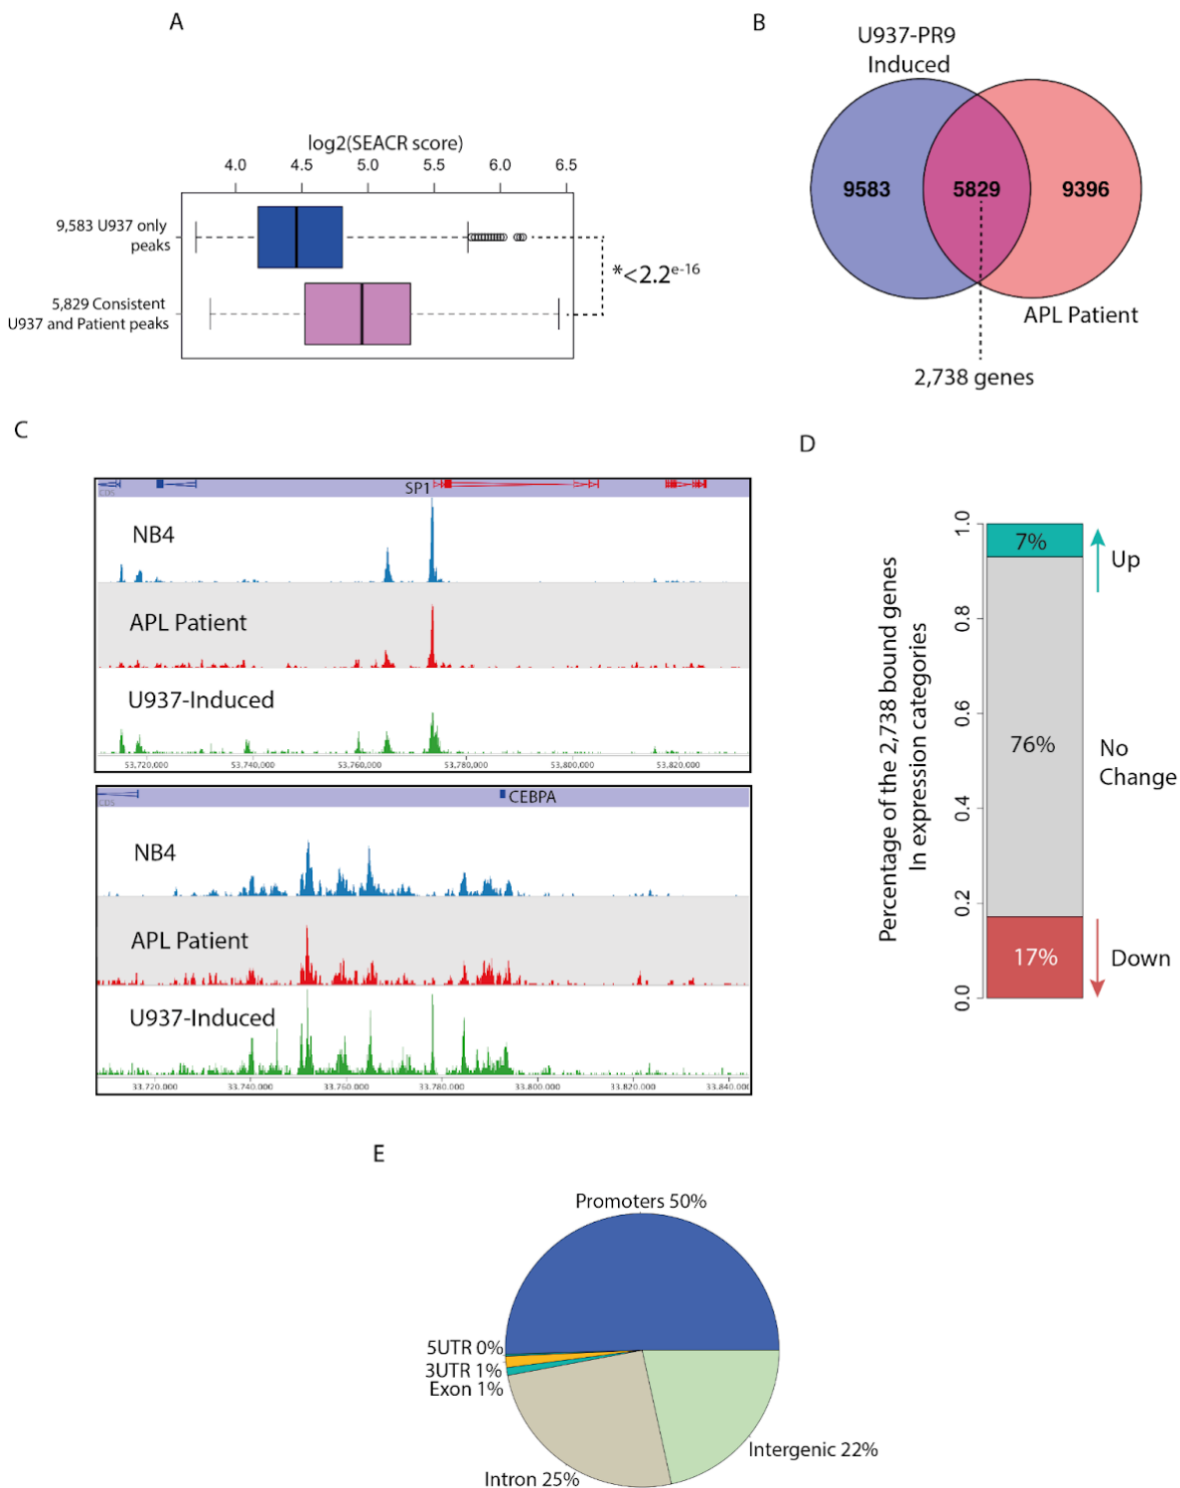 A
log2(SEACR score)
4.0 4.5 5.0 5.5 6.0 6.5
9,583 U937 only
peaks
5,829 Consistent
U937 and Patient peaks
*<2.2e-16
B
U937-PR9
Induced
9583 5829 9396
APL Patient
2,738 genes
C
SP1
CDS
NB4
APL Patient
U937-Induced
53,720,000 53,740,000 53,760,000 53,780,000 53,800,000 53,820,000
CEBPA
CDS
NB4
APL Patient
U937-Induced
33,720,000 33,740,000 33,760,000 33,780,000 33,800,000 33,820,000 33,840,000
D
Percentage of the 2,738 bound genes
In expression categories
1.0
0.8
0.6
0.4
0.2
0.0
7%
Up
76%
No
Change
17%
Down
E
Promoters 50%
5UTR 0%
3UTR 1%
Exon 1%
Intergenic 22%
Intron 25%